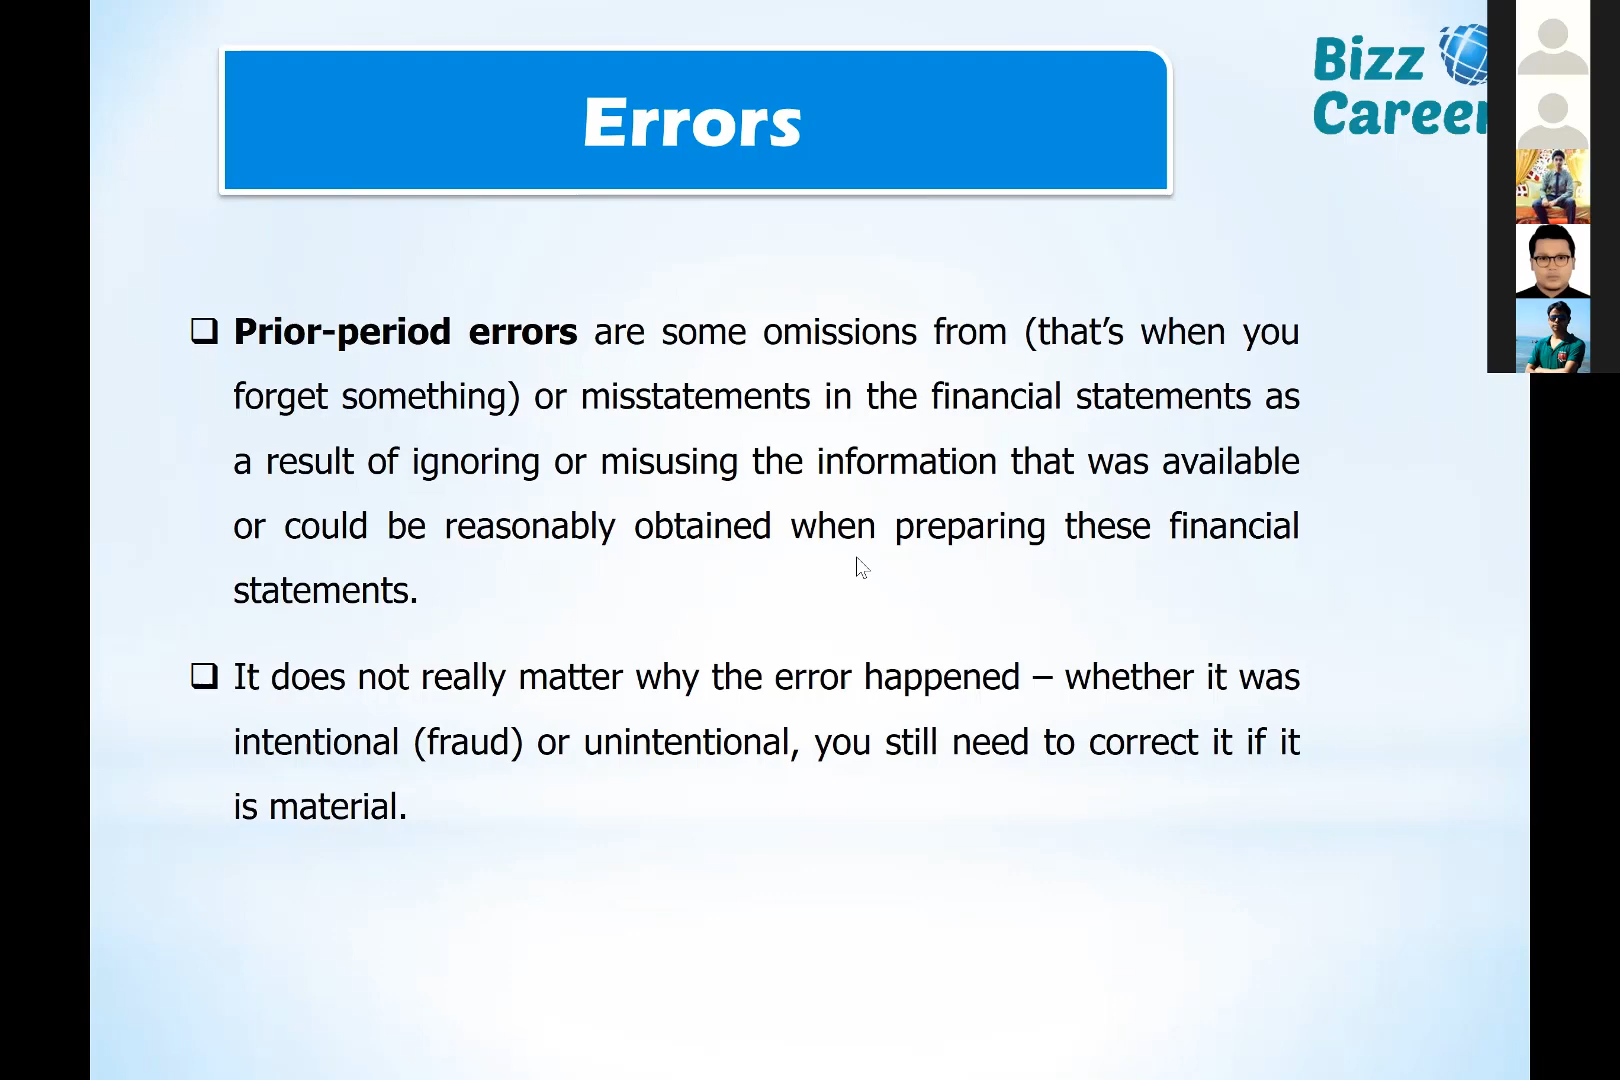 Errors
Bizz
Career
❑ Prior-period errors are some omissions from (that’s when you
forget something) or misstatements in the financial statements as
a result of ignoring or misusing the information that was available
or could be reasonably obtained when preparing these financial
statements.
❑ It does not really matter why the error happened – whether it was
intentional (fraud) or unintentional, you still need to correct it if it
is material.